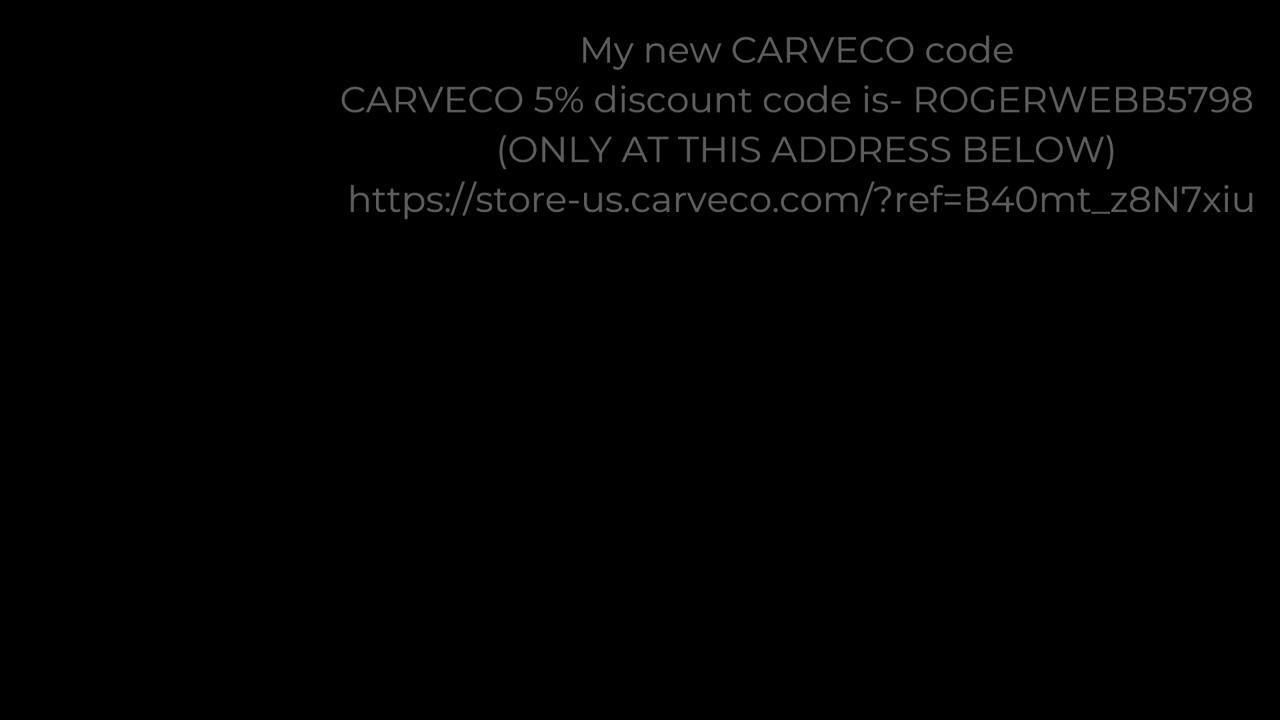 My new CARVECO code
CARVECO 5% discount code is- ROGERWEBB5798
(ONLY AT THIS ADDRESS BELOW)
https://store-us.carveco.com/?ref=B40mt_z8N7xiu